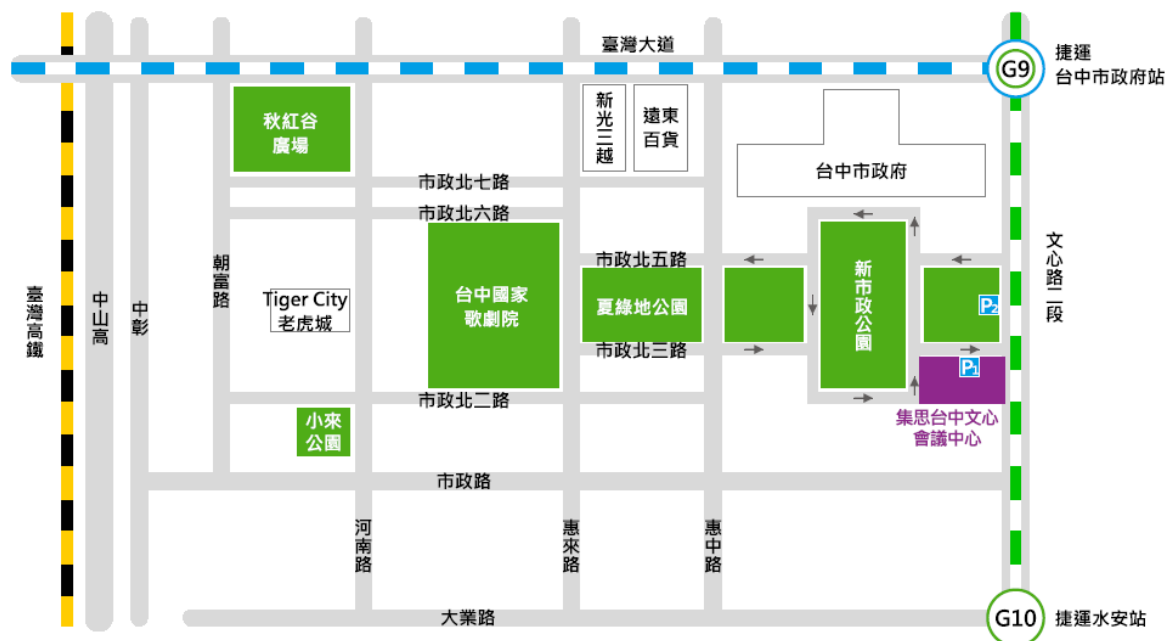 臺灣大道
G9
捷運
台中市政府站
秋紅谷
廣場
新光三越
遠東
百貨
台中市政府
市政北七路
市政北六路
朝富路
Tiger City
老虎城
台中國家
歌劇院
市政北五路
夏綠地公園
市政北三路
新市政公園
P2
P1
文心路二段
臺灣高鐵
中山高
中彰
市政北二路
小來
公園
集思台中文心
會議中心
市政路
河南路
惠來路
惠中路
大業路
G10
捷運水安站